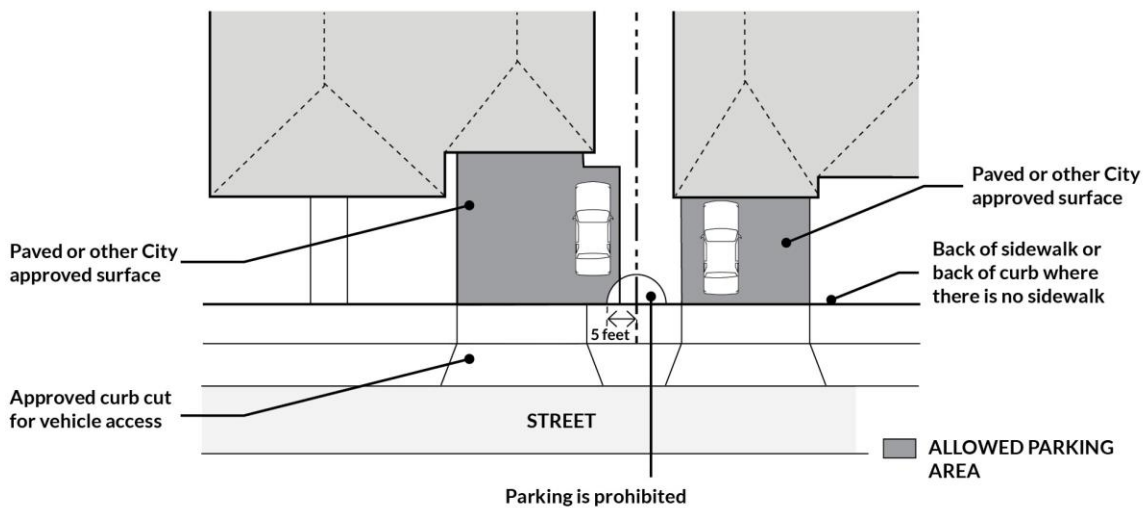 Paved or other City
approved surface
Paved or other City
approved surface
Back of sidewalk or
back of curb where
there is no sidewalk
5 feet
Approved curb cut
for vehicle access
STREET
ALLOWED PARKING
AREA
Parking is prohibited